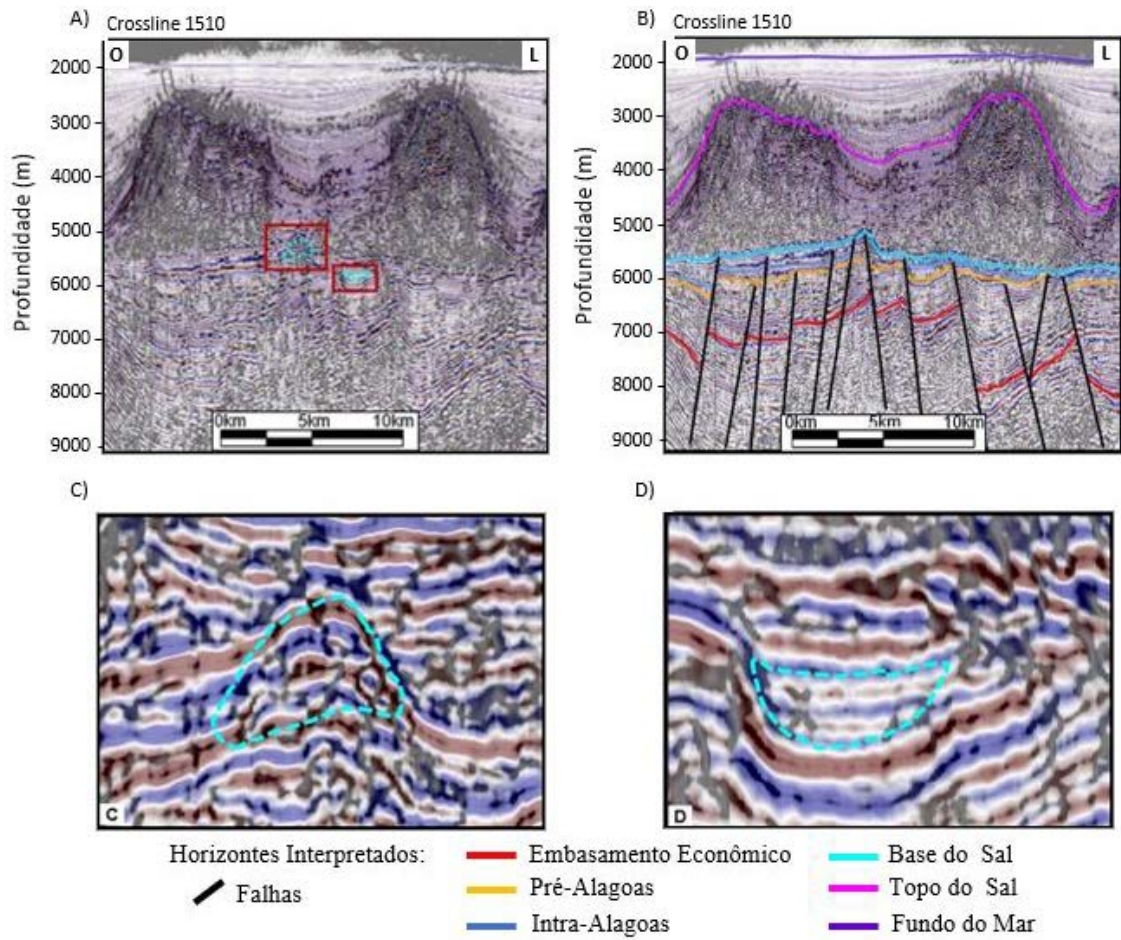 A) Crossline 1510
B) Crossline 1510
O L
O L
2000
3000
4000
5000
6000
7000
8000
9000
Profundidade (m)
0km 5km 10km
2000
3000
4000
5000
6000
7000
8000
9000
Profundidade (m)
0km 5km 10km
C)
D)
C
D
Horizontes Interpretados:
Falhas
Embasamento Econômico
Pré-Alagoas
Intra-Alagoas
Base do Sal
Topo do Sal
Fundo do Mar